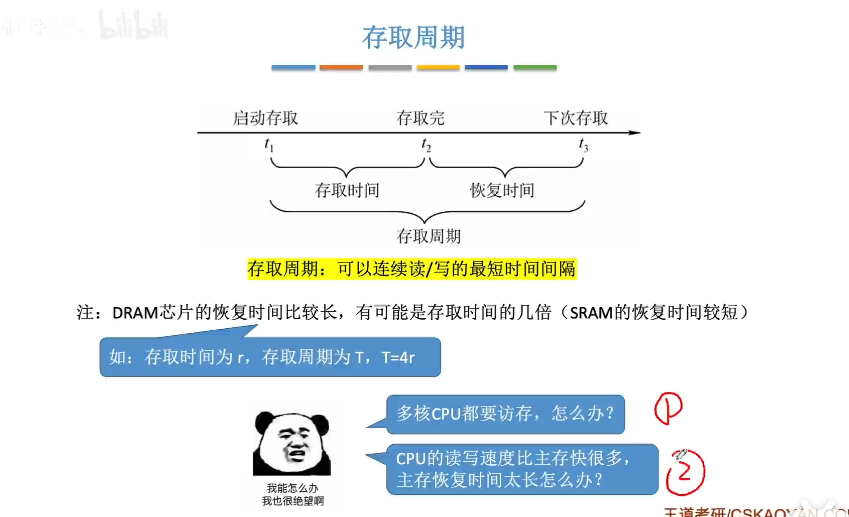 bilibili
存取周期
启动存取 存取完 下次存取
t1 t2 t3
存取时间 恢复时间
存取周期
存取周期：可以连续读/写的最短时间间隔
注：DRAM芯片的恢复时间比较长，有可能是存取时间的几倍（SRAM的恢复时间较短）
如：存取时间为 r，存取周期为 T，T=4r
多核CPU都要访存，怎么办？
①
CPU的读写速度比主存快很多，
主存恢复时间太长怎么办？
②
我能怎么办
我也很绝望啊
王道考研/CSKAOYAN.CO